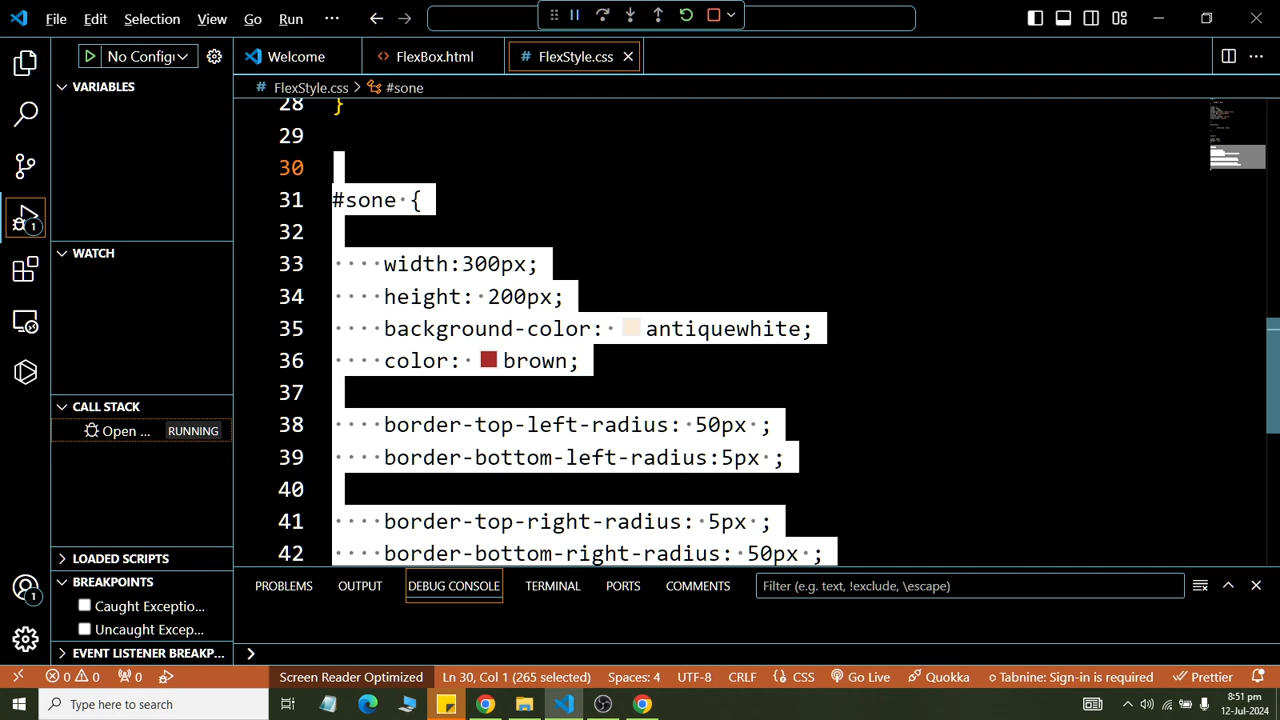 File Edit Selection View Go Run ···
No Configu
Welcome
FlexBox.html
# FlexStyle.css
# FlexStyle.css > #sone
VARIABLES
WATCH
CALL STACK
Open ... RUNNING
LOADED SCRIPTS
BREAKPOINTS
Caught Exceptio...
Uncaught Excep...
EVENT LISTENER BREAKP...
1
1
28 }
29
30
31 #sone {
32
33 width:300px;
34 height: 200px;
35 background-color: antiquewhite;
36 color: brown;
37
38 border-top-left-radius: 50px ;
39 border-bottom-left-radius:5px ;
40
41 border-top-right-radius: 5px ;
42 border-bottom-right-radius: 50px ;
PROBLEMS OUTPUT DEBUG CONSOLE TERMINAL PORTS COMMENTS
Filter (e.g. text, !exclude, \escape)
0 0 0 Screen Reader Optimized Ln 30, Col 1 (265 selected) Spaces: 4 UTF-8 CRLF {} CSS Go Live Quokka Tabnine: Sign-in is required Prettier
Type here to search
8:51 pm
12-Jul-2024